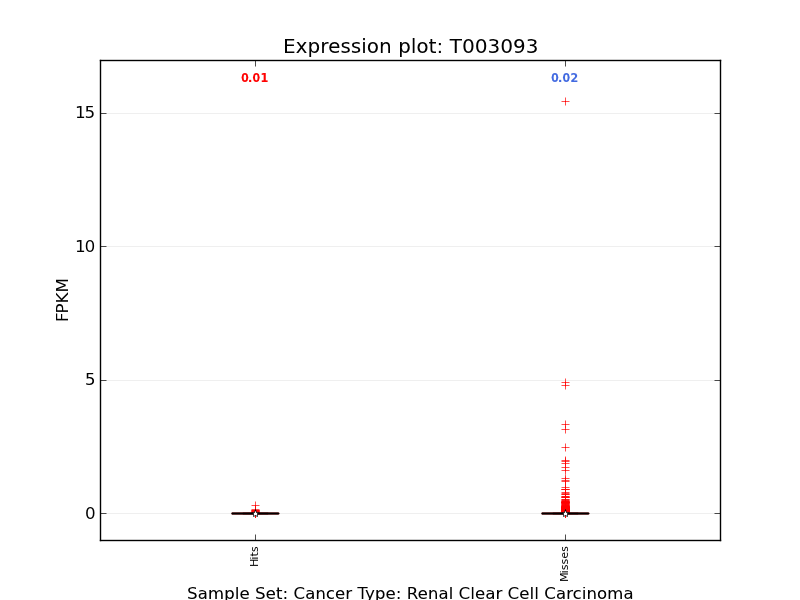 Expression plot: T003093
0.01
0.02
15
10
5
0
FPKM
Hits
Misses
Sample Set: Cancer Type: Renal Clear Cell Carcinoma